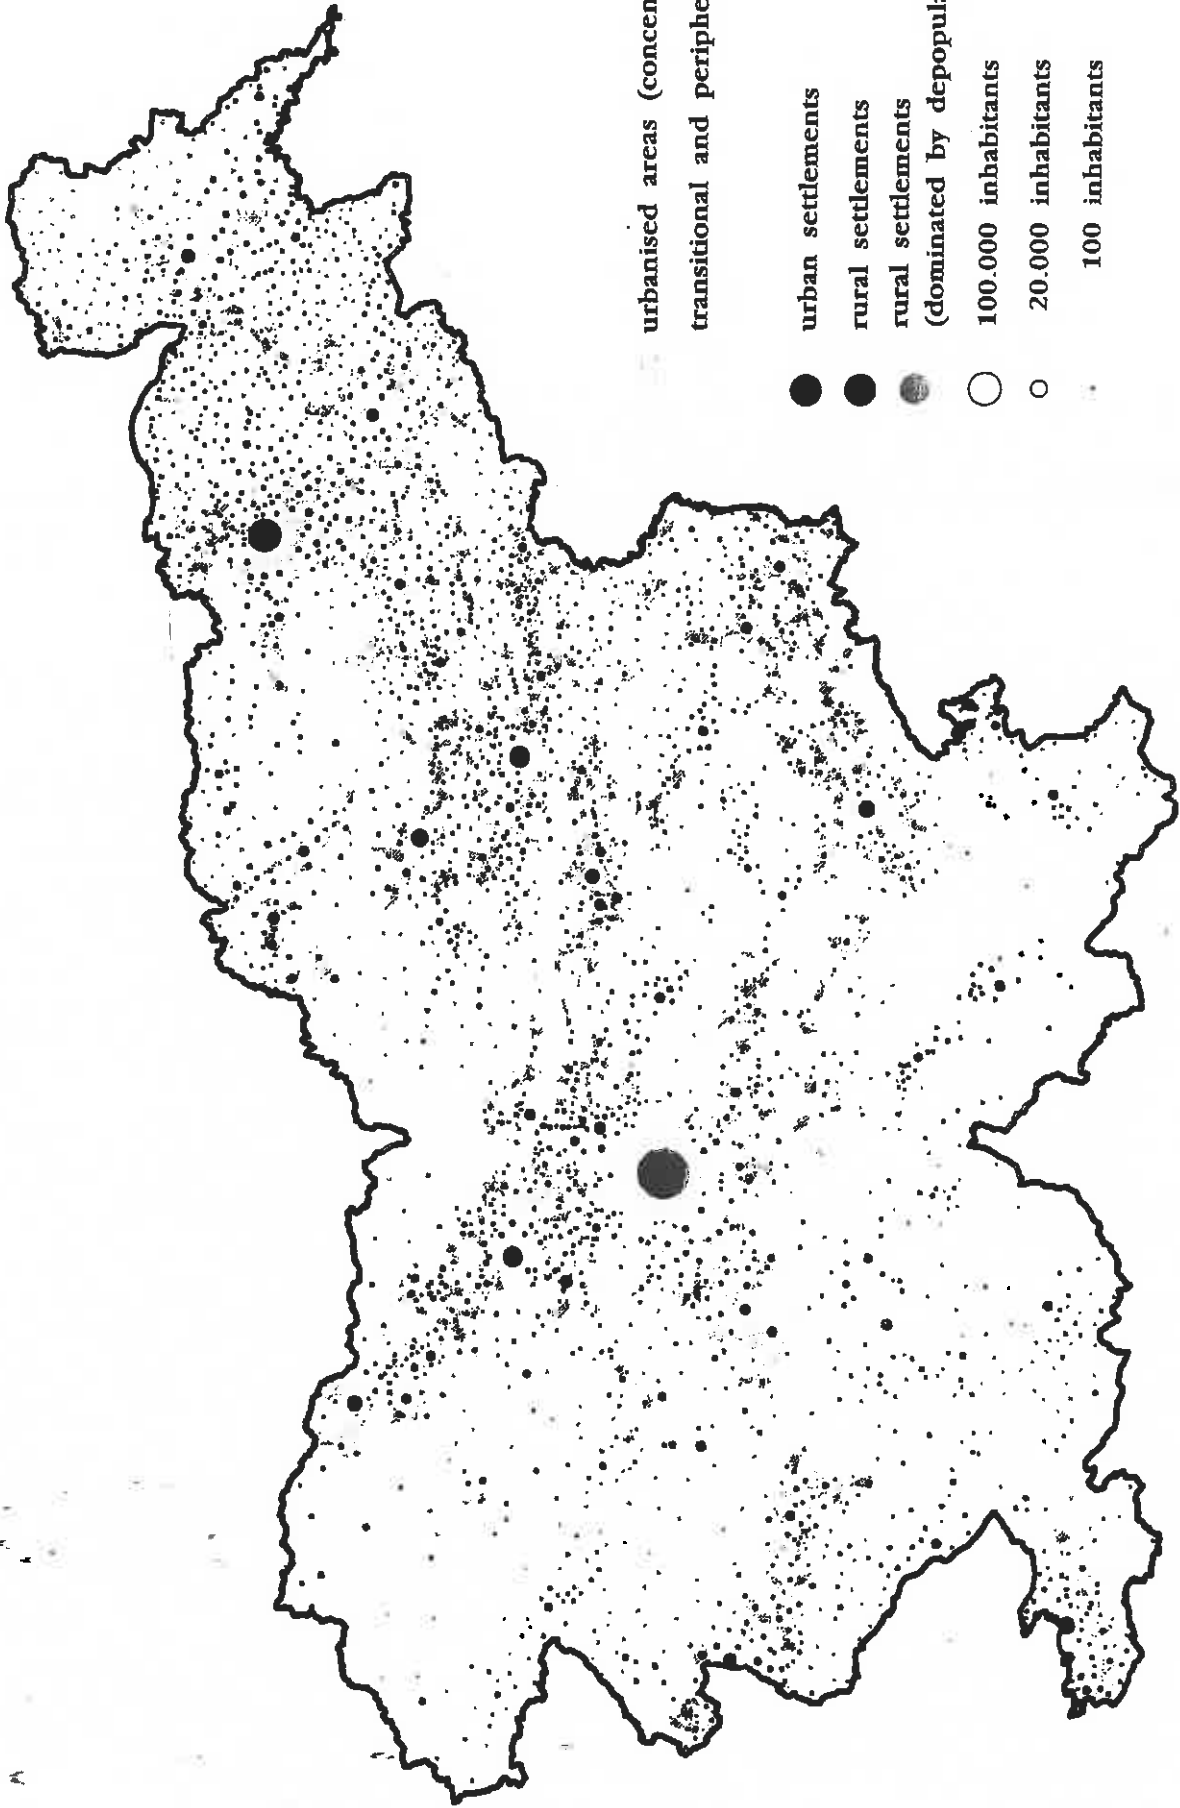 urbanised areas (concen
transitional and periphe
urban settlements
rural settlements
rural settlements
(dominated by depopula
100.000 inhabitants
20.000 inhabitants
100 inhabitants